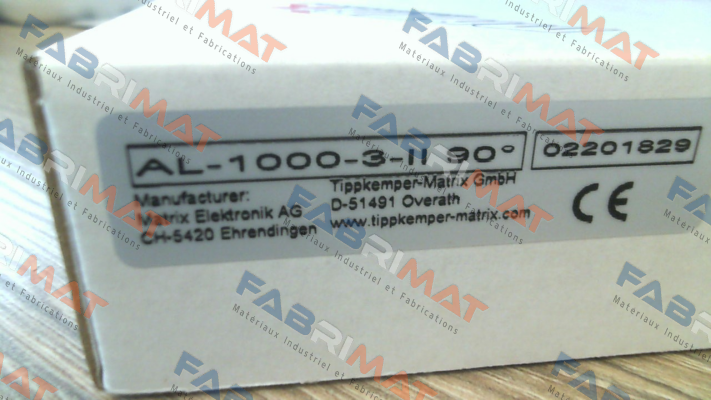 AL-1000-3-II 90° 02201829
Manufacturer:
Matrix Elektronik AG
CH-5420 Ehrendingen
Tippkemper-Matrix GmbH
D-51491 Overath
www.tippkemper-matrix.com
CE
FABRIMAT
Matériaux Industriel et Fabrications